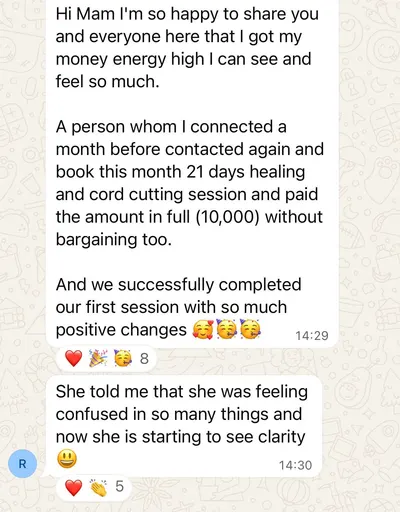 Hi Mam I'm so happy to share you
and everyone here that I got my
money energy high I can see and
feel so much.
A person whom I connected a
month before contacted again and
book this month 21 days healing
and cord cutting session and paid
the amount in full (10,000) without
bargaining too.
And we successfully completed
our first session with so much
positive changes 🥰🥳🥳
14:29
❤️ 🎉 🥳 8
She told me that she was feeling
confused in so many things and
now she is starting to see clarity
😃
R
14:30
❤️ 👏 5